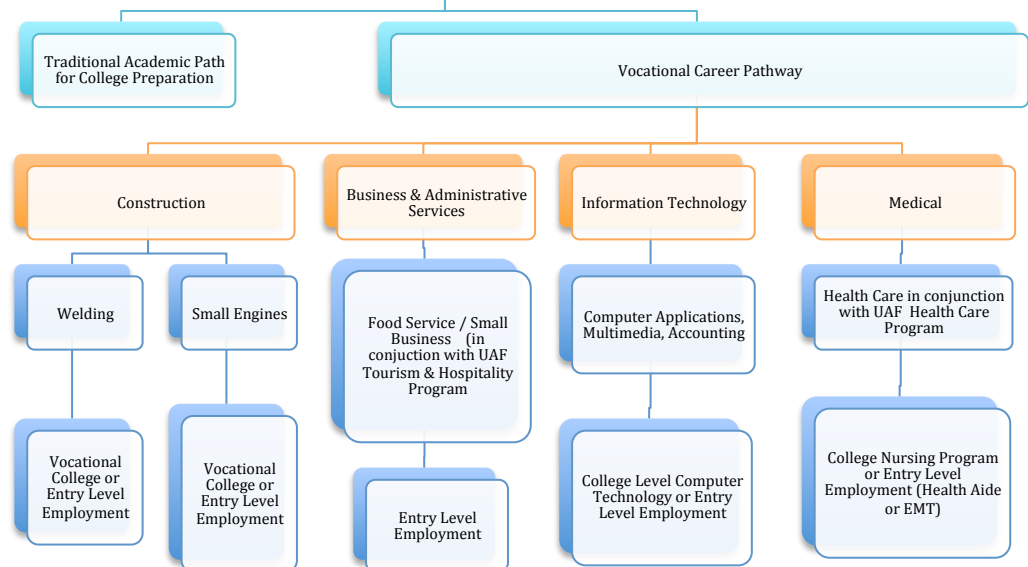 Traditional Academic Path
for College Preparation
Vocational Career Pathway
Construction
Business & Administrative
Services
Information Technology
Medical
Welding
Small Engines
Food Service / Small
Business (in
conjuction with UAF
Tourism & Hospitality
Program
Computer Applications,
Multimedia, Accounting
Health Care in conjunction
with UAF Health Care
Program
Vocational
College or
Entry Level
Employment
Vocational
College or
Entry Level
Employment
Entry Level
Employment
College Level Computer
Technology or Entry
Level Employment
College Nursing Program
or Entry Level
Employment (Health Aide
or EMT)